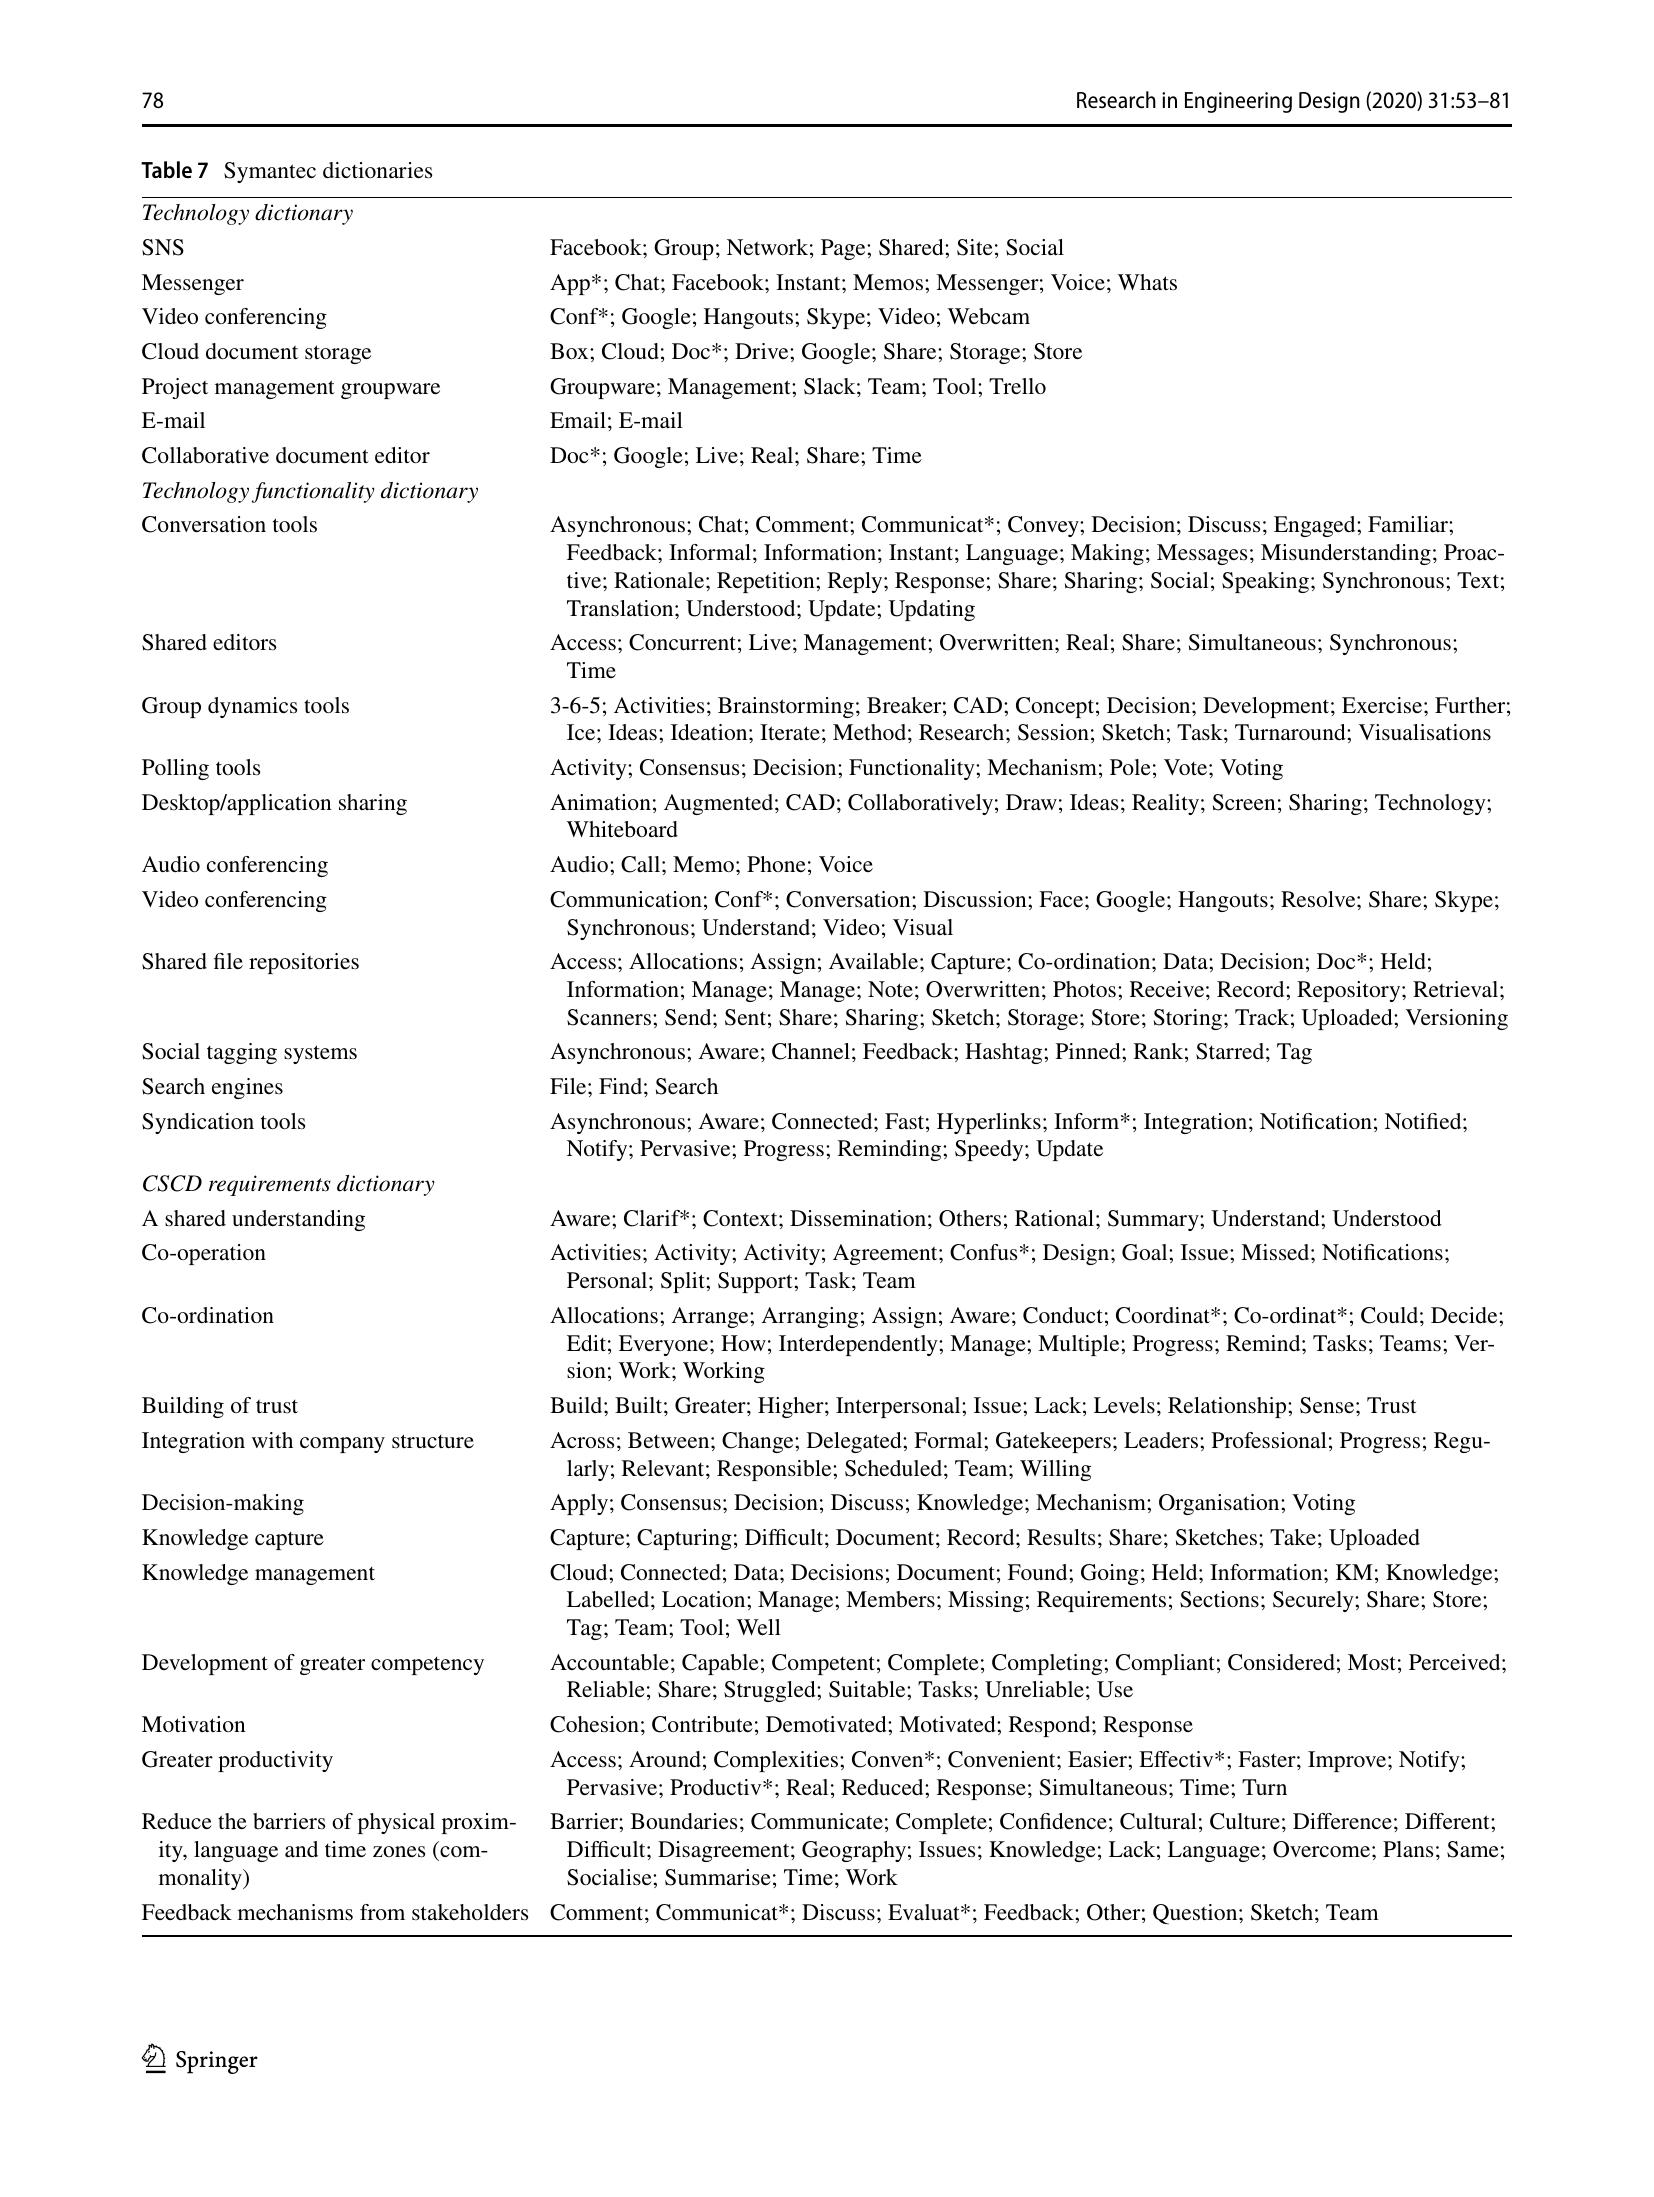 78
Research in Engineering Design (2020) 31:53–81
Table 7 Symantec dictionaries
Technology dictionary
SNS
Facebook; Group; Network; Page; Shared; Site; Social
Messenger
App*; Chat; Facebook; Instant; Memos; Messenger; Voice; Whats
Video conferencing
Conf*; Google; Hangouts; Skype; Video; Webcam
Cloud document storage
Box; Cloud; Doc*; Drive; Google; Share; Storage; Store
Project management groupware
Groupware; Management; Slack; Team; Tool; Trello
E-mail
Email; E-mail
Collaborative document editor
Doc*; Google; Live; Real; Share; Time
Technology functionality dictionary
Conversation tools
Asynchronous; Chat; Comment; Communicat*; Convey; Decision; Discuss; Engaged; Familiar;
Feedback; Informal; Information; Instant; Language; Making; Messages; Misunderstanding; Proac-
tive; Rationale; Repetition; Reply; Response; Share; Sharing; Social; Speaking; Synchronous; Text;
Translation; Understood; Update; Updating
Shared editors
Access; Concurrent; Live; Management; Overwritten; Real; Share; Simultaneous; Synchronous;
Time
Group dynamics tools
3-6-5; Activities; Brainstorming; Breaker; CAD; Concept; Decision; Development; Exercise; Further;
Ice; Ideas; Ideation; Iterate; Method; Research; Session; Sketch; Task; Turnaround; Visualisations
Polling tools
Activity; Consensus; Decision; Functionality; Mechanism; Pole; Vote; Voting
Desktop/application sharing
Animation; Augmented; CAD; Collaboratively; Draw; Ideas; Reality; Screen; Sharing; Technology;
Whiteboard
Audio conferencing
Audio; Call; Memo; Phone; Voice
Video conferencing
Communication; Conf*; Conversation; Discussion; Face; Google; Hangouts; Resolve; Share; Skype;
Synchronous; Understand; Video; Visual
Shared file repositories
Access; Allocations; Assign; Available; Capture; Co-ordination; Data; Decision; Doc*; Held;
Information; Manage; Manage; Note; Overwritten; Photos; Receive; Record; Repository; Retrieval;
Scanners; Send; Sent; Share; Sharing; Sketch; Storage; Store; Storing; Track; Uploaded; Versioning
Social tagging systems
Asynchronous; Aware; Channel; Feedback; Hashtag; Pinned; Rank; Starred; Tag
Search engines
File; Find; Search
Syndication tools
Asynchronous; Aware; Connected; Fast; Hyperlinks; Inform*; Integration; Notification; Notified;
Notify; Pervasive; Progress; Reminding; Speedy; Update
CSCD requirements dictionary
A shared understanding
Aware; Clarif*; Context; Dissemination; Others; Rational; Summary; Understand; Understood
Co-operation
Activities; Activity; Activity; Agreement; Confus*; Design; Goal; Issue; Missed; Notifications;
Personal; Split; Support; Task; Team
Co-ordination
Allocations; Arrange; Arranging; Assign; Aware; Conduct; Coordinat*; Co-ordinat*; Could; Decide;
Edit; Everyone; How; Interdependently; Manage; Multiple; Progress; Remind; Tasks; Teams; Ver-
sion; Work; Working
Building of trust
Build; Built; Greater; Higher; Interpersonal; Issue; Lack; Levels; Relationship; Sense; Trust
Integration with company structure
Across; Between; Change; Delegated; Formal; Gatekeepers; Leaders; Professional; Progress; Regu-
larly; Relevant; Responsible; Scheduled; Team; Willing
Decision-making
Apply; Consensus; Decision; Discuss; Knowledge; Mechanism; Organisation; Voting
Knowledge capture
Capture; Capturing; Difficult; Document; Record; Results; Share; Sketches; Take; Uploaded
Knowledge management
Cloud; Connected; Data; Decisions; Document; Found; Going; Held; Information; KM; Knowledge;
Labelled; Location; Manage; Members; Missing; Requirements; Sections; Securely; Share; Store;
Tag; Team; Tool; Well
Development of greater competency
Accountable; Capable; Competent; Complete; Completing; Compliant; Considered; Most; Perceived;
Reliable; Share; Struggled; Suitable; Tasks; Unreliable; Use
Motivation
Cohesion; Contribute; Demotivated; Motivated; Respond; Response
Greater productivity
Access; Around; Complexities; Conven*; Convenient; Easier; Effectiv*; Faster; Improve; Notify;
Pervasive; Productiv*; Real; Reduced; Response; Simultaneous; Time; Turn
Reduce the barriers of physical proxim-
ity, language and time zones (com-
monality)
Barrier; Boundaries; Communicate; Complete; Confidence; Cultural; Culture; Difference; Different;
Difficult; Disagreement; Geography; Issues; Knowledge; Lack; Language; Overcome; Plans; Same;
Socialise; Summarise; Time; Work
Feedback mechanisms from stakeholders
Comment; Communicat*; Discuss; Evaluat*; Feedback; Other; Question; Sketch; Team
Springer